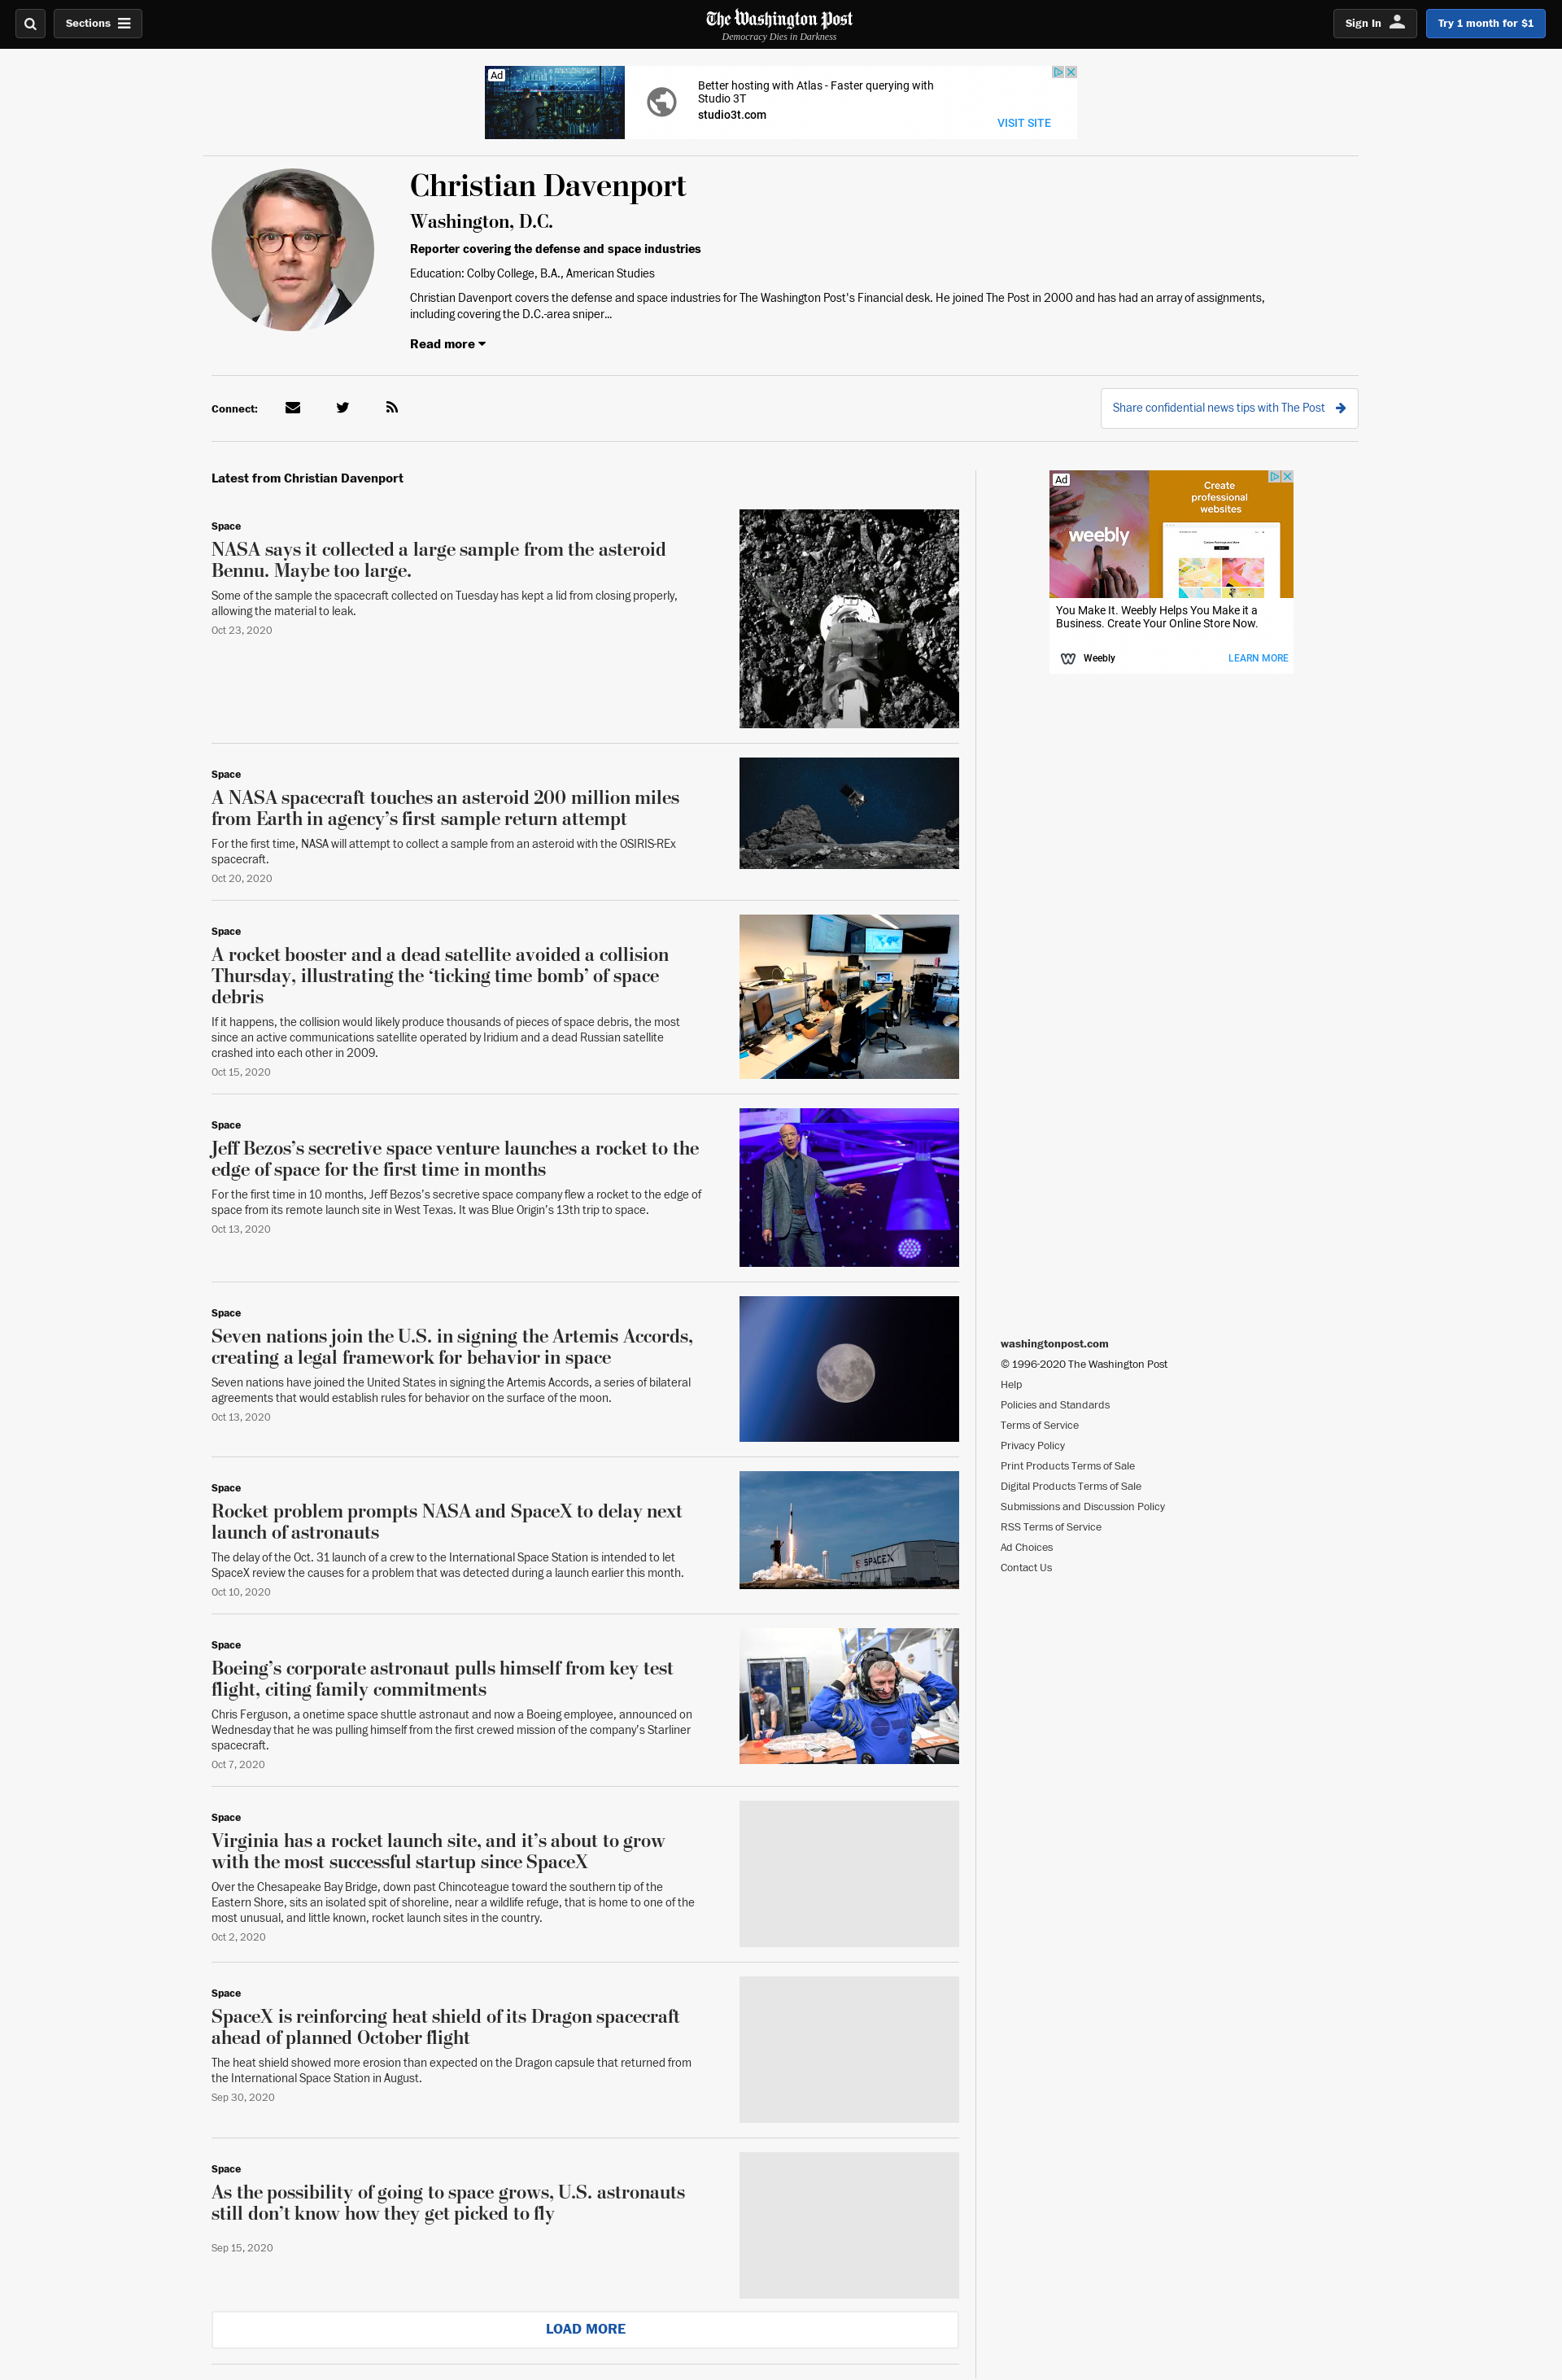 Sections
The Washington Post
Democracy Dies in Darkness
Sign In
Try 1 month for $1
Ad
Better hosting with Atlas - Faster querying with
Studio 3T
studio3t.com
VISIT SITE
Christian Davenport
Washington, D.C.
Reporter covering the defense and space industries
Education: Colby College, B.A., American Studies
Christian Davenport covers the defense and space industries for The Washington Post's Financial desk. He joined The Post in 2000 and has had an array of assignments,
including covering the D.C.-area sniper...
Read more
Connect:
Share confidential news tips with The Post
Latest from Christian Davenport
Space
NASA says it collected a large sample from the asteroid
Bennu. Maybe too large.
Some of the sample the spacecraft collected on Tuesday has kept a lid from closing properly,
allowing the material to leak.
Oct 23, 2020
Space
A NASA spacecraft touches an asteroid 200 million miles
from Earth in agency’s first sample return attempt
For the first time, NASA will attempt to collect a sample from an asteroid with the OSIRIS-REx
spacecraft.
Oct 20, 2020
Space
A rocket booster and a dead satellite avoided a collision
Thursday, illustrating the ‘ticking time bomb’ of space
debris
If it happens, the collision would likely produce thousands of pieces of space debris, the most
since an active communications satellite operated by Iridium and a dead Russian satellite
crashed into each other in 2009.
Oct 15, 2020
Space
Jeff Bezos’s secretive space venture launches a rocket to the
edge of space for the first time in months
For the first time in 10 months, Jeff Bezos’s secretive space company flew a rocket to the edge of
space from its remote launch site in West Texas. It was Blue Origin’s 13th trip to space.
Oct 13, 2020
Space
Seven nations join the U.S. in signing the Artemis Accords,
creating a legal framework for behavior in space
Seven nations have joined the United States in signing the Artemis Accords, a series of bilateral
agreements that would establish rules for behavior on the surface of the moon.
Oct 13, 2020
Space
Rocket problem prompts NASA and SpaceX to delay next
launch of astronauts
The delay of the Oct. 31 launch of a crew to the International Space Station is intended to let
SpaceX review the causes for a problem that was detected during a launch earlier this month.
Oct 10, 2020
SPACEX
Space
Boeing’s corporate astronaut pulls himself from key test
flight, citing family commitments
Chris Ferguson, a onetime space shuttle astronaut and now a Boeing employee, announced on
Wednesday that he was pulling himself from the first crewed mission of the company’s Starliner
spacecraft.
Oct 7, 2020
Space
Virginia has a rocket launch site, and it’s about to grow
with the most successful startup since SpaceX
Over the Chesapeake Bay Bridge, down past Chincoteague toward the southern tip of the
Eastern Shore, sits an isolated spit of shoreline, near a wildlife refuge, that is home to one of the
most unusual, and little known, rocket launch sites in the country.
Oct 2, 2020
Space
SpaceX is reinforcing heat shield of its Dragon spacecraft
ahead of planned October flight
The heat shield showed more erosion than expected on the Dragon capsule that returned from
the International Space Station in August.
Sep 30, 2020
Space
As the possibility of going to space grows, U.S. astronauts
still don’t know how they get picked to fly
Sep 15, 2020
LOAD MORE
Ad
Create
professional
websites
weebly
You Make It. Weebly Helps You Make it a
Business. Create Your Online Store Now.
Weebly
LEARN MORE
washingtonpost.com
© 1996-2020 The Washington Post
Help
Policies and Standards
Terms of Service
Privacy Policy
Print Products Terms of Sale
Digital Products Terms of Sale
Submissions and Discussion Policy
RSS Terms of Service
Ad Choices
Contact Us